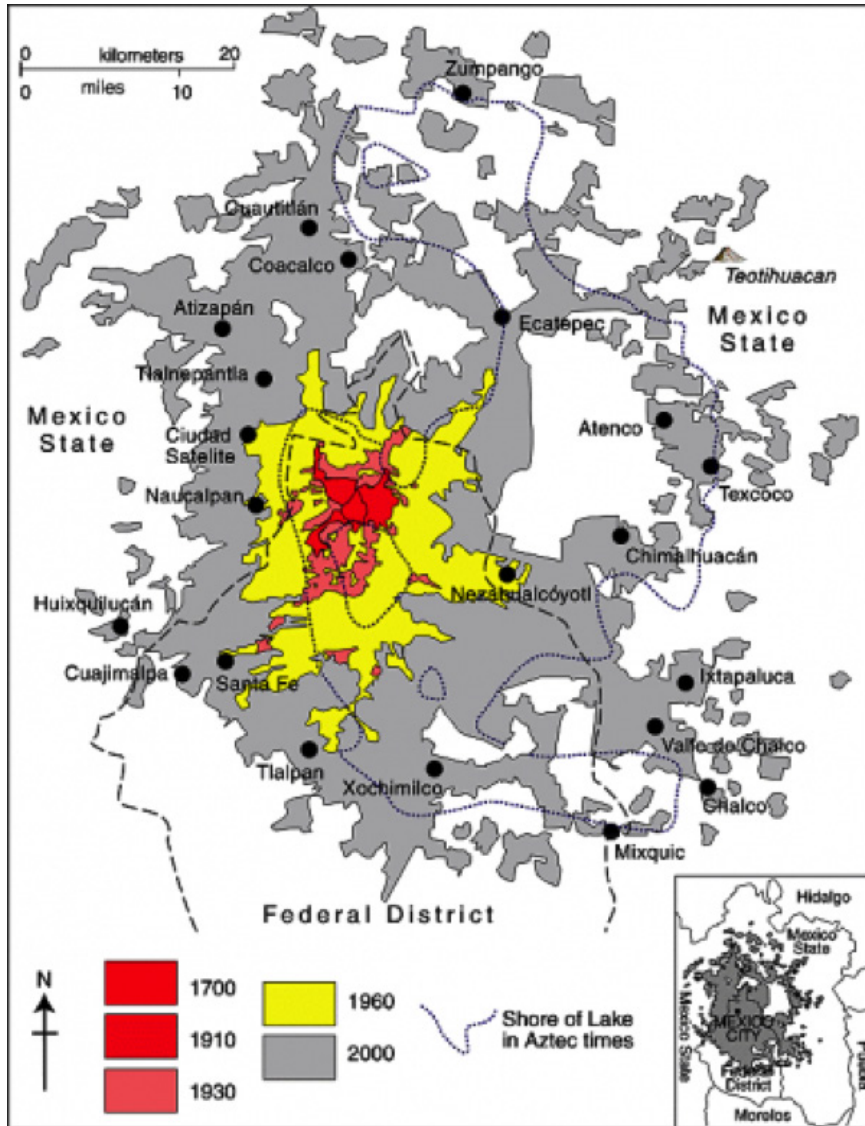 0 kilometers 20
0 miles 10
Zumpango
Cuautitlán
Coacalco
Teotihuacan
Atizapán
Ecatepec
Mexico
State
Tlalnepantla
Mexico
State
Ciudad
Satelite
Atenco
Naucalpan
Texcoco
Chimalhuacán
Nezahualcóyotl
Huixquilucán
Cuajimalpa
Santa Fe
Ixtapaluca
Valle de Chalco
Tlalpan
Xochimilco
Chalco
Mixquic
Federal District
N
1700
1910
1930
1960
2000
Shore of Lake
in Aztec times
Hidalgo
Mexico
State
Mexico State
MEXICO
CITY
Federal
District
Puebla
Morelos